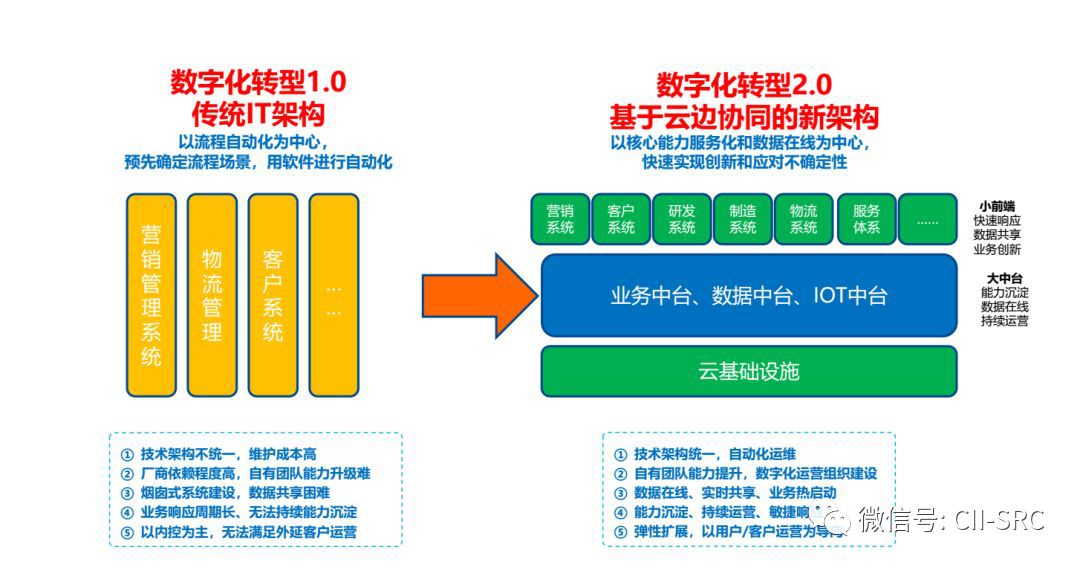 数字化转型1.0
传统IT架构
以流程自动化为中心，
预先确定流程场景，用软件进行自动化
营销管理系统
物流管理
客户系统
...
...
① 技术架构不统一，维护成本高
② 厂商依赖程度高，自有团队能力升级难
③ 烟囱式系统建设，数据共享困难
④ 业务响应周期长、无法持续能力沉淀
⑤ 以内控为主，无法满足外延客户运营
数字化转型2.0
基于云边协同的新架构
以核心能力服务化和数据在线为中心，
快速实现创新和应对不确定性
营销
系统
客户
系统
研发
系统
制造
系统
物流
系统
服务
体系
......
小前端
快速响应
数据共享
业务创新
业务中台、数据中台、IOT中台
大中台
能力沉淀
数据在线
持续运营
云基础设施
① 技术架构统一，自动化运维
② 自有团队能力提升，数字化运营组织建设
③ 数据在线、实时共享、业务热启动
④ 能力沉淀、持续运营、敏捷响
⑤ 弹性扩展，以用户/客户运营为导向
微信号: CII-SRC